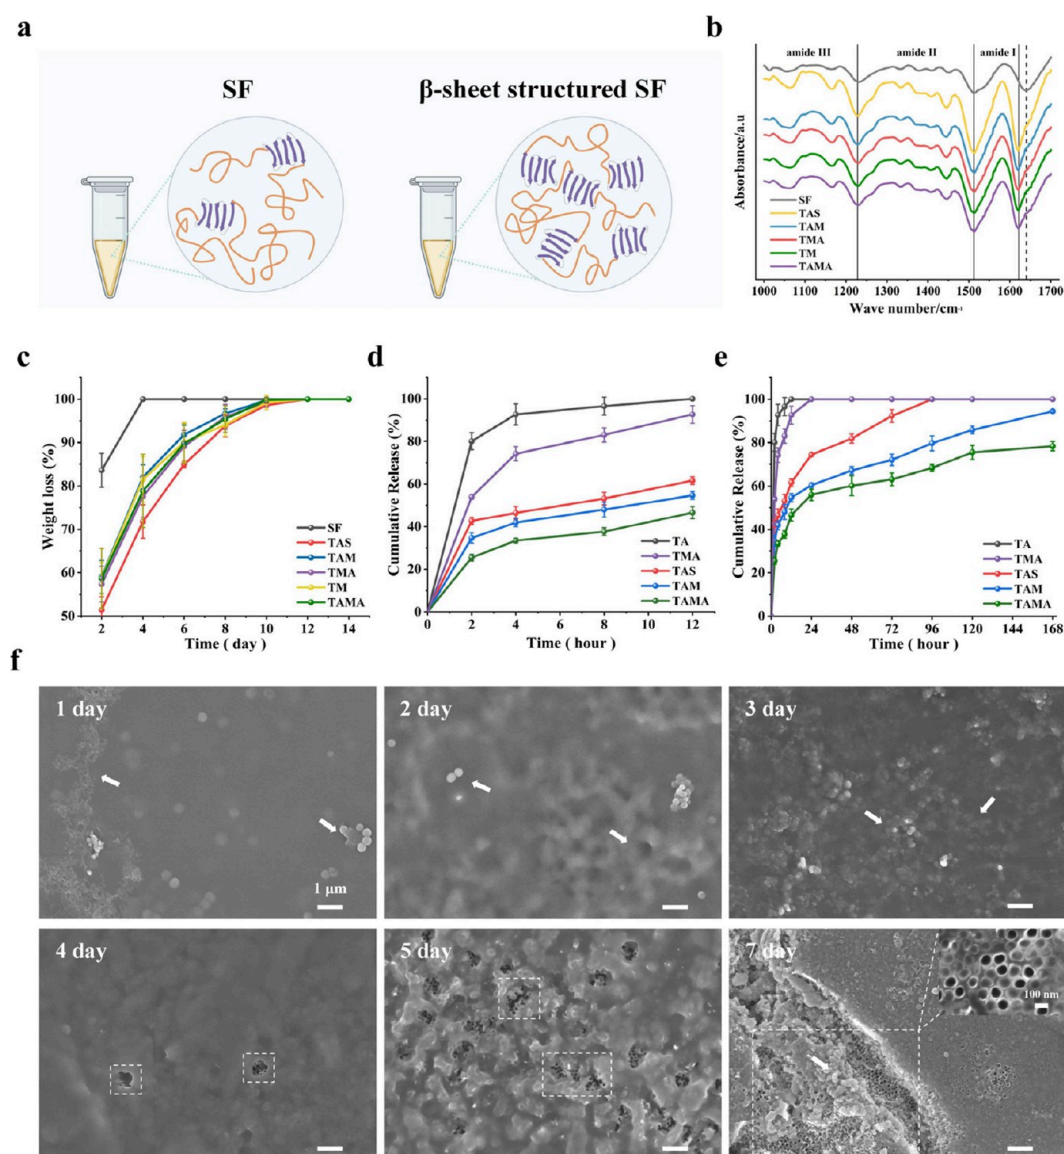 a
SF
β-sheet structured SF
b
amide III
amide II
amide I
Absorbance/a.u
SF
TAS
TAM
TMA
TM
TAMA
1000 1100 1200 1300 1400 1500 1600 1700
Wave number/cm-1
c
Weight loss (%)
100
90
80
70
60
50
SF
TAS
TAM
TMA
TM
TAMA
2 4 6 8 10 12 14
Time ( day )
d
Cumulative Release (%)
100
80
60
40
20
0
TA
TMA
TAS
TAM
TAMA
0 2 4 6 8 10 12
Time ( hour )
e
Cumulative Release (%)
100
80
60
40
20
0
TA
TMA
TAS
TAM
TAMA
0 24 48 72 96 120 144 168
Time ( hour )
f
1 day
1 μm
2 day
3 day
4 day
5 day
7 day
100 nm